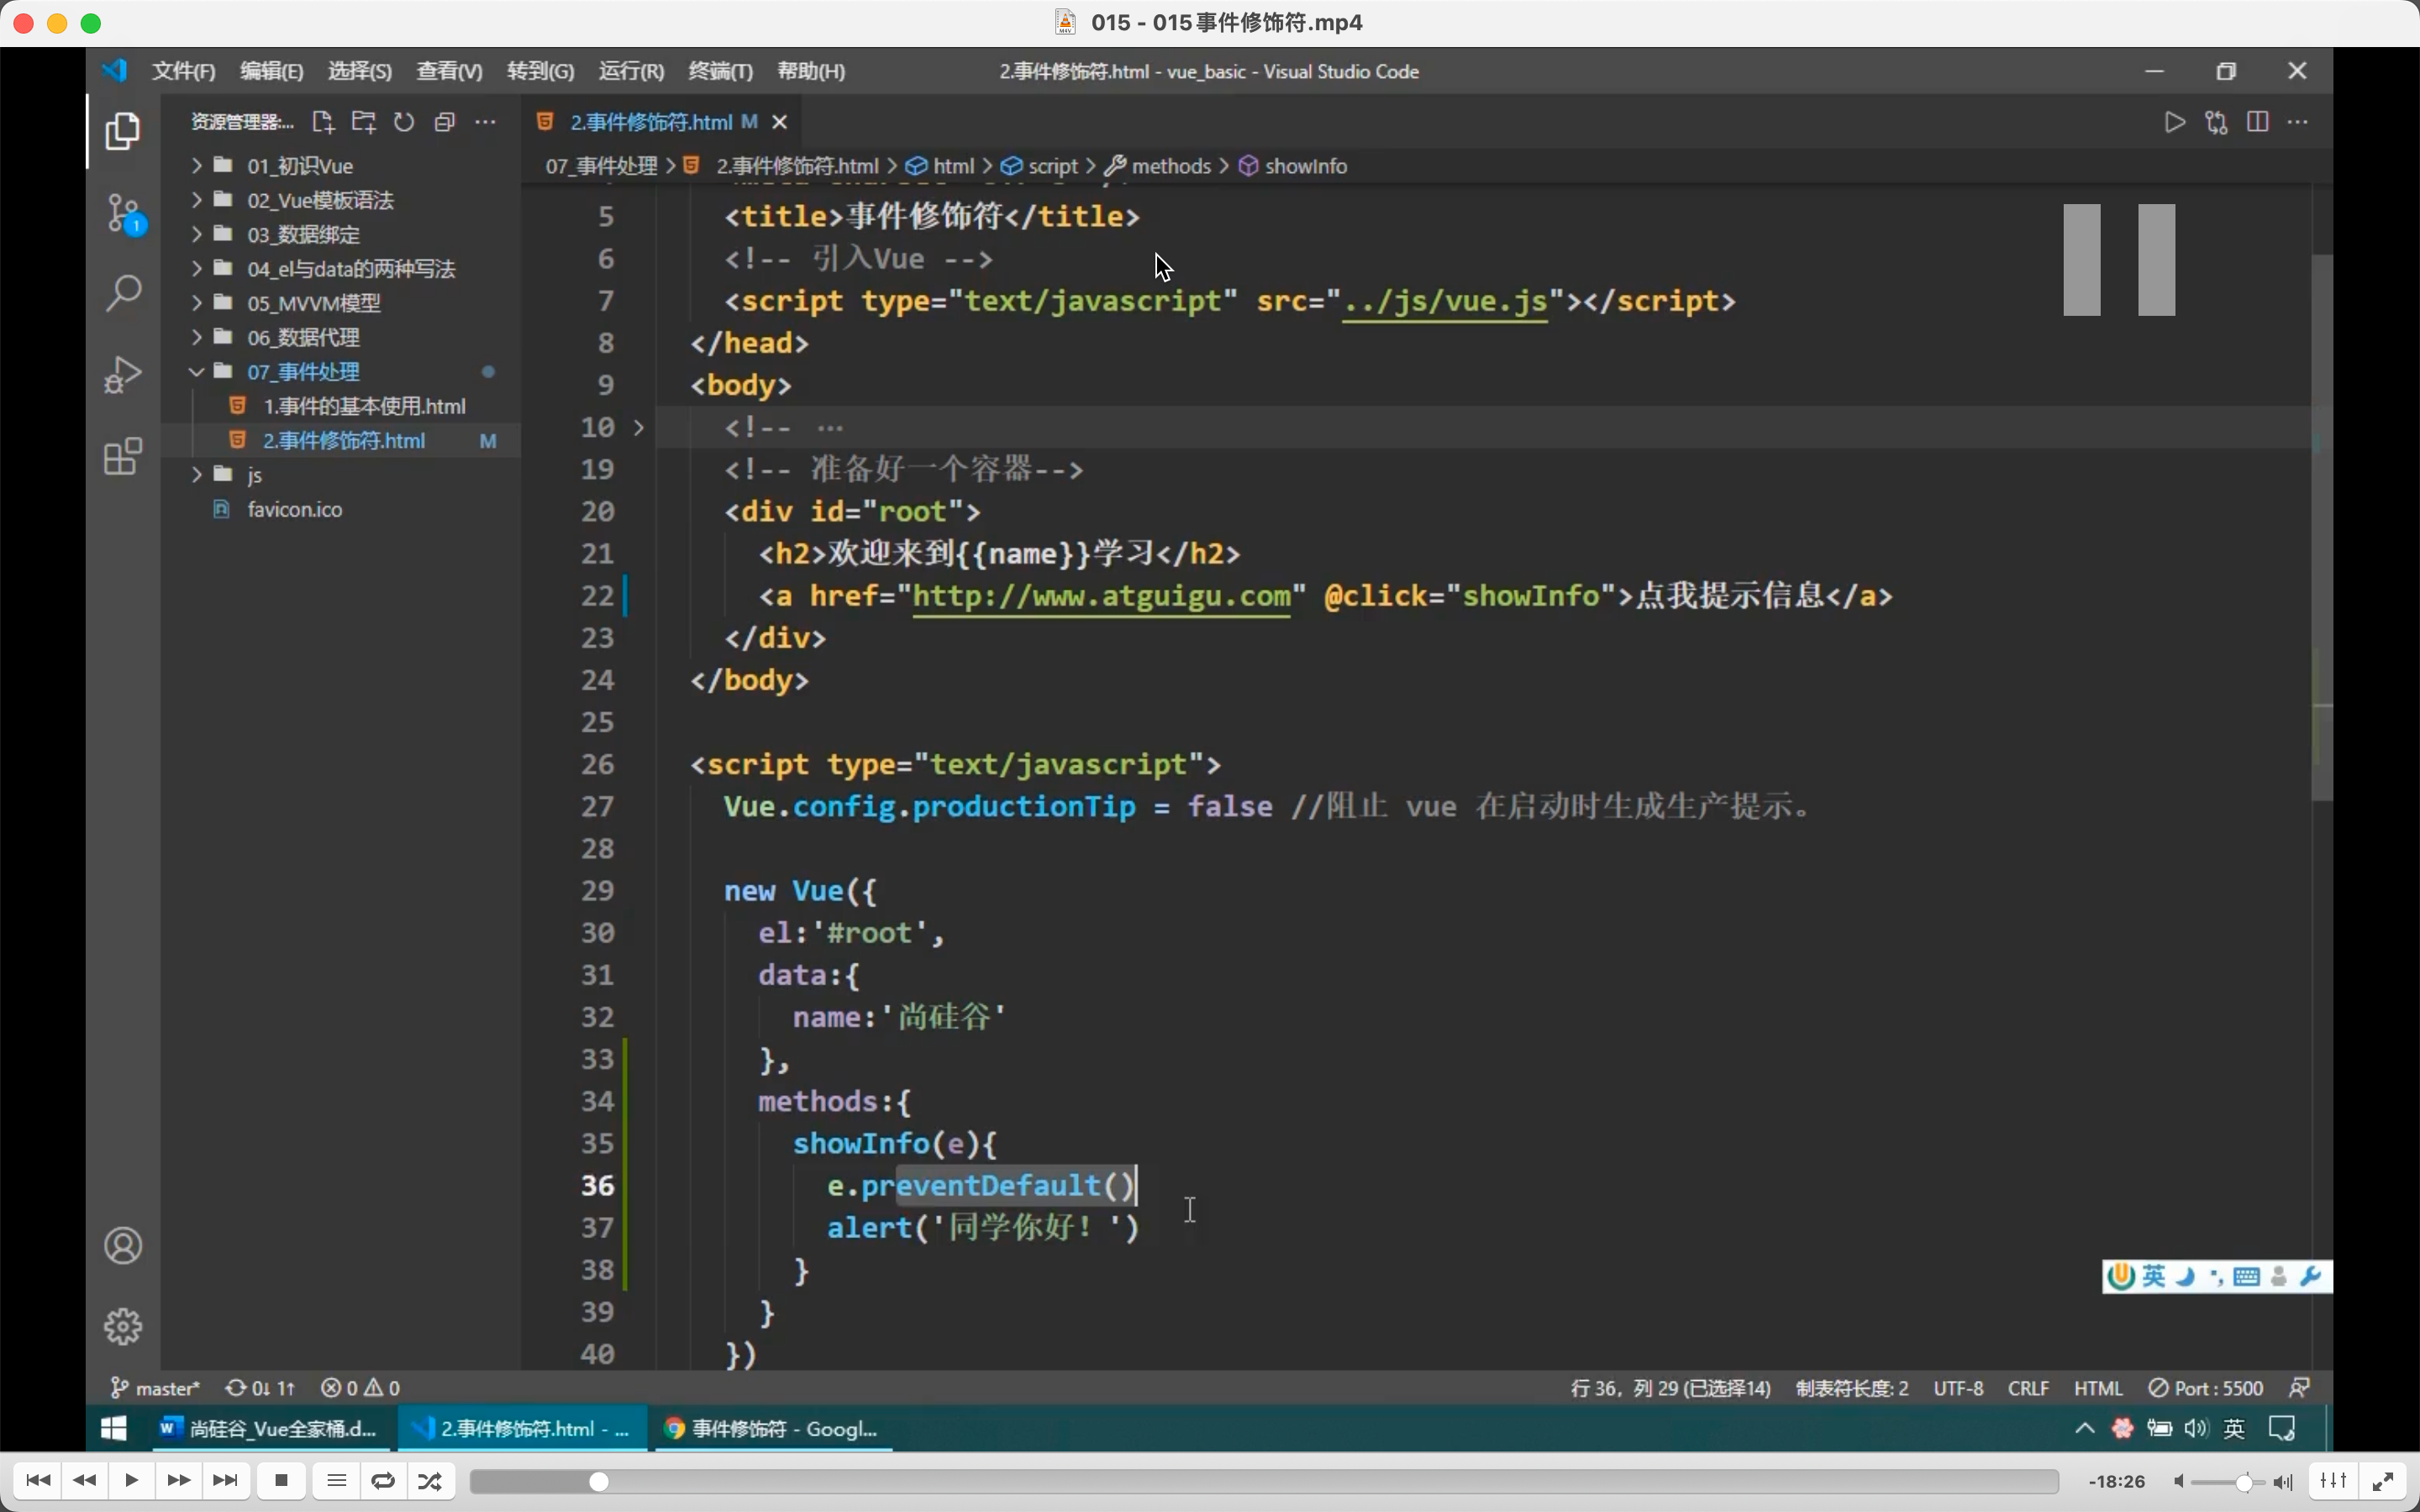 015 - 015事件修饰符.mp4
文件(F) 编辑(E) 选择(S) 查看(V) 转到(G) 运行(R) 终端(T) 帮助(H)
2.事件修饰符.html - vue_basic - Visual Studio Code
资源管理器:...
2.事件修饰符.html M
07_事件处理 > 2.事件修饰符.html > html > script > methods > showInfo
01_初识Vue
02_Vue模板语法
03_数据绑定
04_el与data的两种写法
05_MVVM模型
06_数据代理
07_事件处理
1.事件的基本使用.html
2.事件修饰符.html M
js
favicon.ico
1
5 <title>事件修饰符</title>
6 <!-- 引入Vue -->
7 <script type="text/javascript" src="../js/vue.js"></script>
8 </head>
9 <body>
10 <!-- ...
19 <!-- 准备好一个容器-->
20 <div id="root">
21 <h2>欢迎来到{{name}}学习</h2>
22 <a href="http://www.atguigu.com" @click="showInfo">点我提示信息</a>
23 </div>
24 </body>
25
26 <script type="text/javascript">
27 Vue.config.productionTip = false //阻止 vue 在启动时生成生产提示。
28
29 new Vue({
30 el:'#root',
31 data:{
32 name:'尚硅谷'
33 },
34 methods:{
35 showInfo(e){
36 e.preventDefault()
37 alert('同学你好！')
38 }
39 }
40 })
英
master* 0↓ 1↑ 0 0
行 36，列 29 (已选择14) 制表符长度: 2 UTF-8 CRLF HTML Port : 5500
尚硅谷_Vue全家桶.d...
2.事件修饰符.html - ...
事件修饰符 - Googl...
英
-18:26